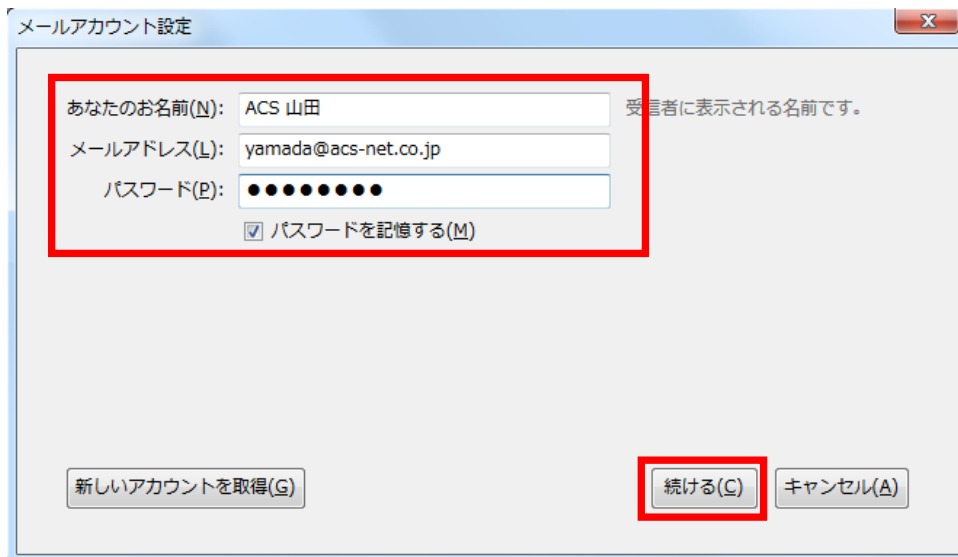 メールアカウント設定
あなたのお名前(N): ACS 山田 受信者に表示される名前です。
メールアドレス(L): yamada@acs-net.co.jp
パスワード(P): ●●●●●●●●
パスワードを記憶する(M)
新しいアカウントを取得(G) 続ける(C) キャンセル(A)